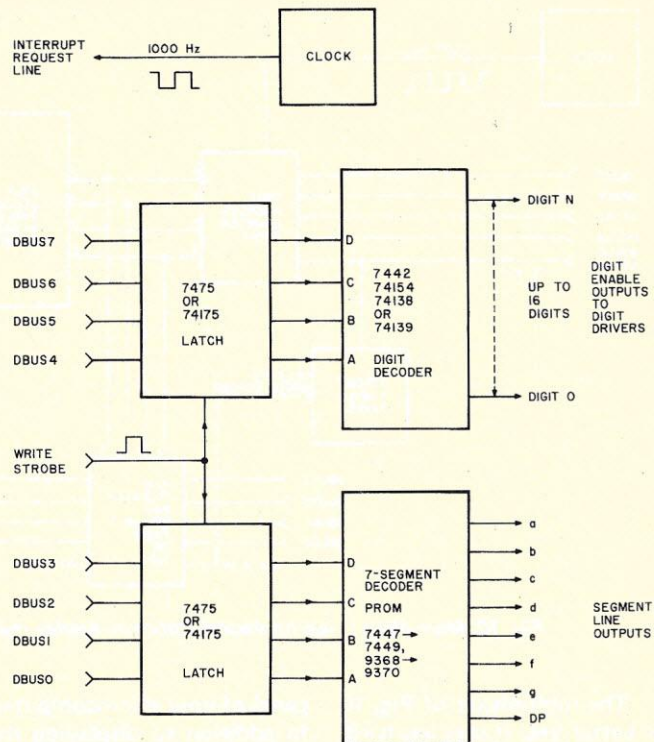 INTERRUPT
REQUEST
LINE
1000 Hz
CLOCK
DBUS7
DBUS6
DBUS5
DBUS4
7475
OR
74175
LATCH
D
C
B
A
7442
74154
74138
OR
74139
DIGIT
DECODER
DIGIT N
UP TO
16
DIGITS
DIGIT
ENABLE
OUTPUTS
TO
DIGIT
DRIVERS
DIGIT 0
WRITE
STROBE
DBUS3
DBUS2
DBUS1
DBUS0
7475
OR
74175
LATCH
D
C
B
A
7-SEGMENT
DECODER
PROM
7447→
7449,
9368→
9370
a
b
c
d
e
f
g
DP
SEGMENT
LINE
OUTPUTS